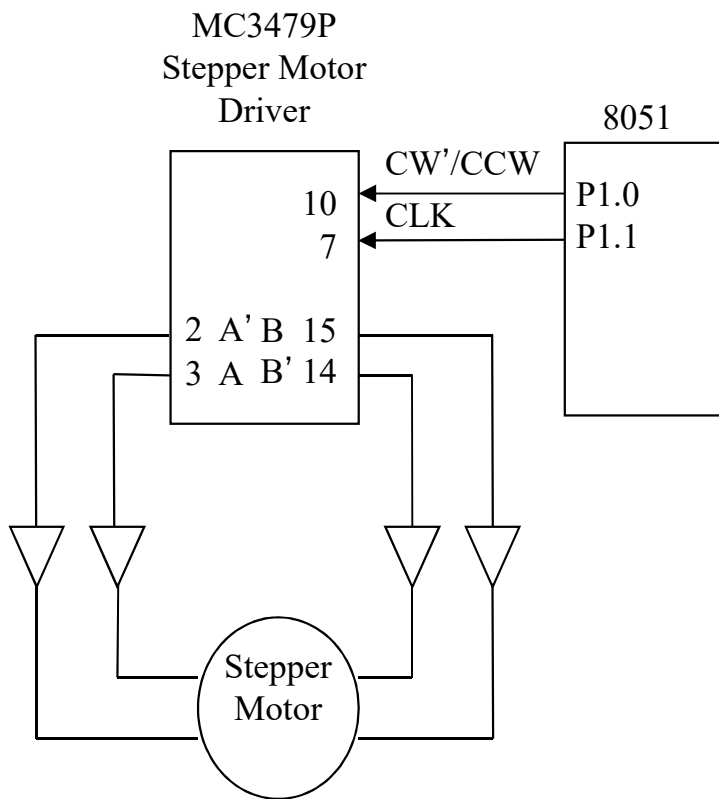 MC3479P
Stepper Motor
Driver
8051
CW’/CCW
10
P1.0
CLK
7
P1.1
2 A’ B 15
3 A B’ 14
Stepper
Motor